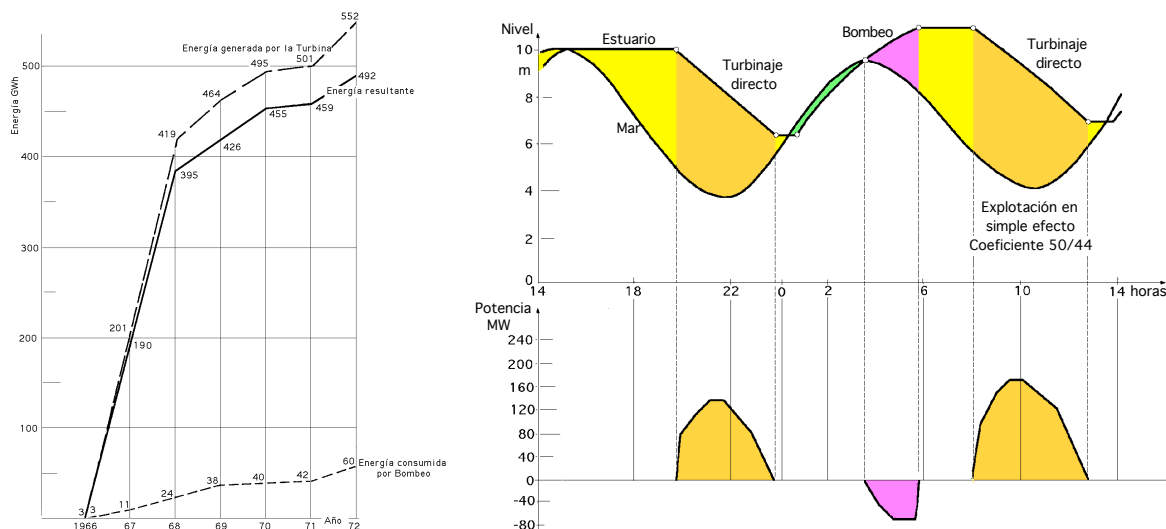 Energía GWh
500
400
300
200
100
Energía generada por la Turbina
552
495
501
464
419
492
Energía resultante
455
459
426
395
201
190
60
Energía consumida
por Bombeo
42
40
38
24
11
3
3
1966
67
68
69
70
71
72
Año
Nivel
10
m
8
6
4
2
0
Estuario
Mar
Turbinaje
directo
Bombeo
Turbinaje
directo
Explotación en
simple efecto
Coeficiente 50/44
14
18
22
0
2
6
10
14 horas
Potencia
MW
240
200
160
120
80
40
0
-40
-80